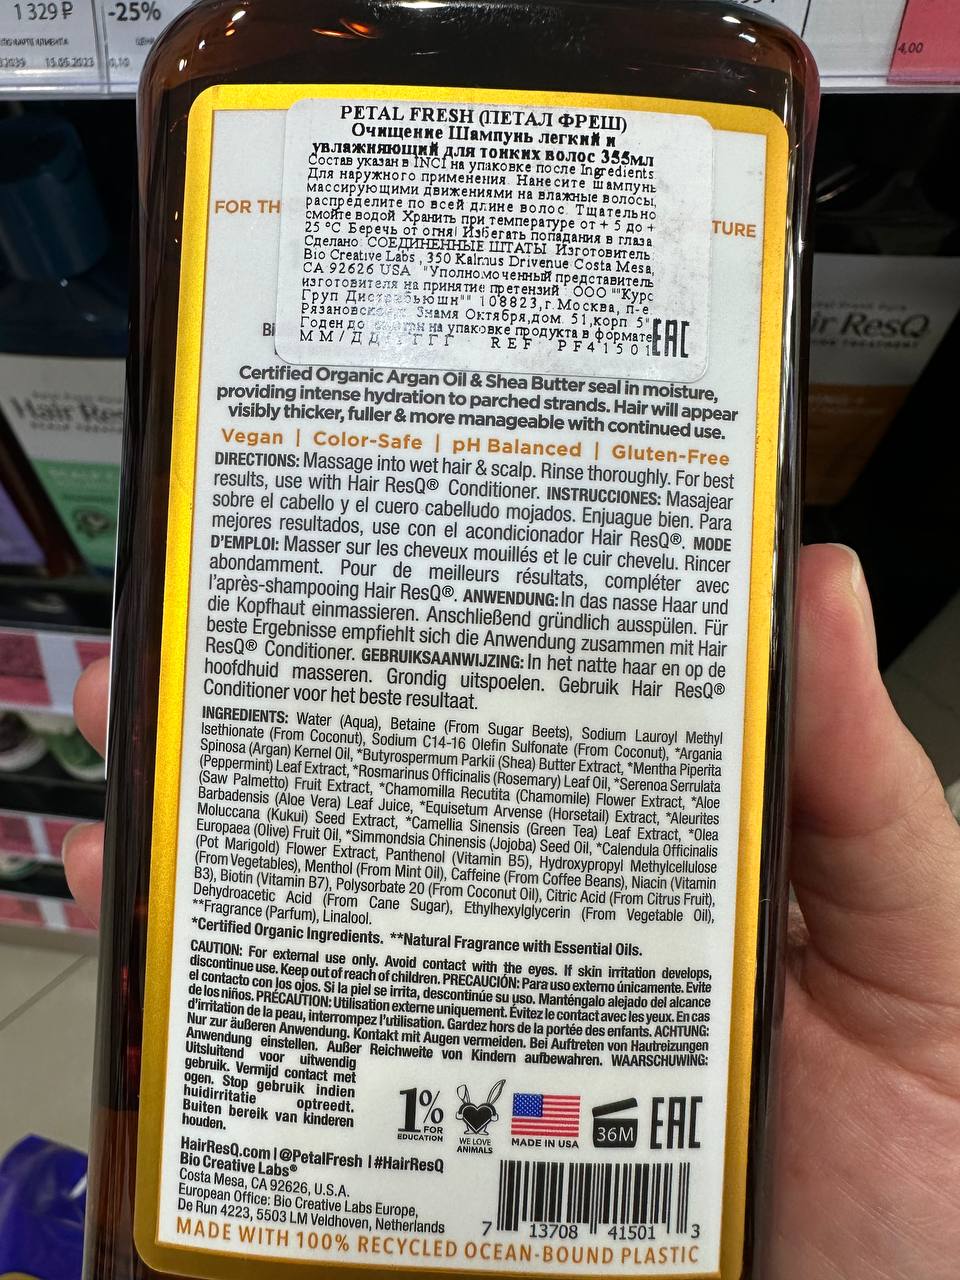 1 329 ₽
-25%
15.05.2023
4,00
PETAL FRESH (ПЕТАЛ ФРЕШ)
Очищение Шампунь легкий и
увлажняющий для тонких волос 355мл
Состав указан в INCI на упаковке после Ingredients
Для наружного применения. Нанесите шампунь
массирующими движениями на влажные волосы,
распределите по всей длине волос. Тщательно
смойте водой Хранить при температуре от + 5 до +
25 °C Беречь от огня! Избегать попадания в глаза
Сделано: СОЕДИНЕННЫЕ ШТАТЫ Изготовитель:
Bio Creative Labs , 350 Kalmus Drivenue Costa Mesa,
CA 92626 USA "Уполномоченный представитель
изготовителя на принятие претензий : ООО ""Курс
Груп Дистрибьюшн"" 108823,г.Москва, п-е
Знамя Октября,дом 51,корп 5"
Годен до на упаковке продукта в формате
ММ/ДД/ГГГГ REF PF41501
EAC
FOR TH
TURE
Bi
Certified Organic Argan Oil & Shea Butter seal in moisture,
providing intense hydration to parched strands. Hair will appear
visibly thicker, fuller & more manageable with continued use.
Vegan | Color-Safe | pH Balanced | Gluten-Free
DIRECTIONS: Massage into wet hair & scalp. Rinse thoroughly. For best
results, use with Hair ResQ® Conditioner. INSTRUCCIONES: Masajear
sobre el cabello y el cuero cabelludo mojados. Enjuague bien. Para
mejores resultados, use con el acondicionador Hair ResQ®. MODE
D'EMPLOI: Masser sur les cheveux mouillés et le cuir chevelu. Rincer
abondamment. Pour de meilleurs résultats, compléter avec
l'après-shampooing Hair ResQ®. ANWENDUNG: In das nasse Haar und
die Kopfhaut einmassieren. Anschließend gründlich ausspülen. Für
beste Ergebnisse empfiehlt sich die Anwendung zusammen mit Hair
ResQ® Conditioner. GEBRUIKSAANWIJZING: In het natte haar en op de
hoofdhuid masseren. Grondig uitspoelen. Gebruik Hair ResQ®
Conditioner voor het beste resultaat.
INGREDIENTS: Water (Aqua), Betaine (From Sugar Beets), Sodium Lauroyl Methyl
Isethionate (From Coconut), Sodium C14-16 Olefin Sulfonate (From Coconut), *Argania
Spinosa (Argan) Kernel Oil, *Butyrospermum Parkii (Shea) Butter Extract, *Mentha Piperita
(Peppermint) Leaf Extract, *Rosmarinus Officinalis (Rosemary) Leaf Oil, *Serenoa Serrulata
(Saw Palmetto) Fruit Extract, *Chamomilla Recutita (Chamomile) Flower Extract, *Aloe
Barbadensis (Aloe Vera) Leaf Juice, *Equisetum Arvense (Horsetail) Extract, *Aleurites
Moluccana (Kukui) Seed Extract, *Camellia Sinensis (Green Tea) Leaf Extract, *Olea
Europaea (Olive) Fruit Oil, *Simmondsia Chinensis (Jojoba) Seed Oil, *Calendula Officinalis
(Pot Marigold) Flower Extract, Panthenol (Vitamin B5), Hydroxypropyl Methylcellulose
(From Vegetables), Menthol (From Mint Oil), Caffeine (From Coffee Beans), Niacin (Vitamin
B3), Biotin (Vitamin B7), Polysorbate 20 (From Coconut Oil), Citric Acid (From Citrus Fruit),
Dehydroacetic Acid (From Cane Sugar), Ethylhexylglycerin (From Vegetable Oil),
**Fragrance (Parfum), Linalool.
*Certified Organic Ingredients. **Natural Fragrance with Essential Oils.
CAUTION: For external use only. Avoid contact with the eyes. If skin irritation develops,
discontinue use. Keep out of reach of children. PRECAUCIÓN: Para uso externo únicamente. Evite
el contacto con los ojos. Si la piel se irrita, descontinúe su uso. Manténgalo alejado del alcance
de los niños. PRÉCAUTION: Utilisation externe uniquement. Évitez le contact avec les yeux. En cas
d'irritation de la peau, interrompez l'utilisation. Gardez hors de la portée des enfants. ACHTUNG:
Nur zur äußeren Anwendung. Kontakt mit Augen vermeiden. Bei Auftreten von Hautreizungen
Anwendung einstellen. Außer Reichweite von Kindern aufbewahren. WAARSCHUWING:
Uitsluitend voor uitwendig
gebruik. Vermijd contact met
ogen. Stop gebruik indien
huidirritatie optreedt.
Buiten bereik van kinderen
houden.
1%
FOR
EDUCATION
WE LOVE
ANIMALS
MADE IN USA
36M
EAC
HairResQ.com | @PetalFresh | #HairResQ
Bio Creative Labs®
Costa Mesa, CA 92626, U.S.A.
European Office: Bio Creative Labs Europe,
De Run 4223, 5503 LM Veldhoven, Netherlands
7 13708 41501 3
MADE WITH 100% RECYCLED OCEAN-BOUND PLASTIC
Hair Res
ir ResQ